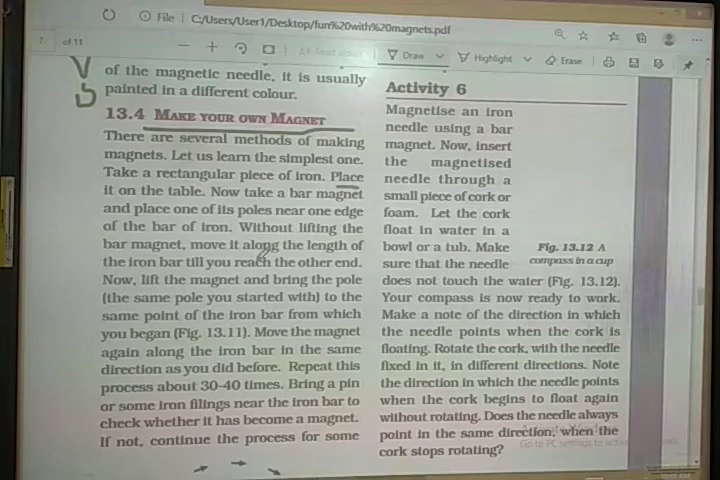 File
C:/Users/User1/Desktop/fun%20with%20magnets.pdf
of 11
Draw
Highlight
Erase
of the magnetic needle, it is usually
painted in a different colour.
13.4 MAKE YOUR OWN MAGNET
There are several methods of making
magnets. Let us learn the simplest one.
Take a rectangular piece of iron. Place
it on the table. Now take a bar magnet
and place one of its poles near one edge
of the bar of iron. Without lifting the
bar magnet, move it along the length of
the iron bar till you reach the other end.
Now, lift the magnet and bring the pole
(the same pole you started with) to the
same point of the iron bar from which
you began (Fig. 13.11). Move the magnet
again along the iron bar in the same
direction as you did before. Repeat this
process about 30-40 times. Bring a pin
or some iron filings near the iron bar to
check whether it has become a magnet.
If not, continue the process for some
Activity 6
Magnetise an iron
needle using a bar
magnet. Now, insert
the magnetised
needle through a
small piece of cork or
foam. Let the cork
float in water in a
bowl or a tub. Make
sure that the needle
does not touch the water (Fig. 13.12).
Your compass is now ready to work.
Make a note of the direction in which
the needle points when the cork is
floating. Rotate the cork, with the needle
fixed in it, in different directions. Note
the direction in which the needle points
when the cork begins to float again
without rotating. Does the needle always
point in the same direction, when the
cork stops rotating?
Fig. 13.12 A
compass in a cup
Go to PC settings to